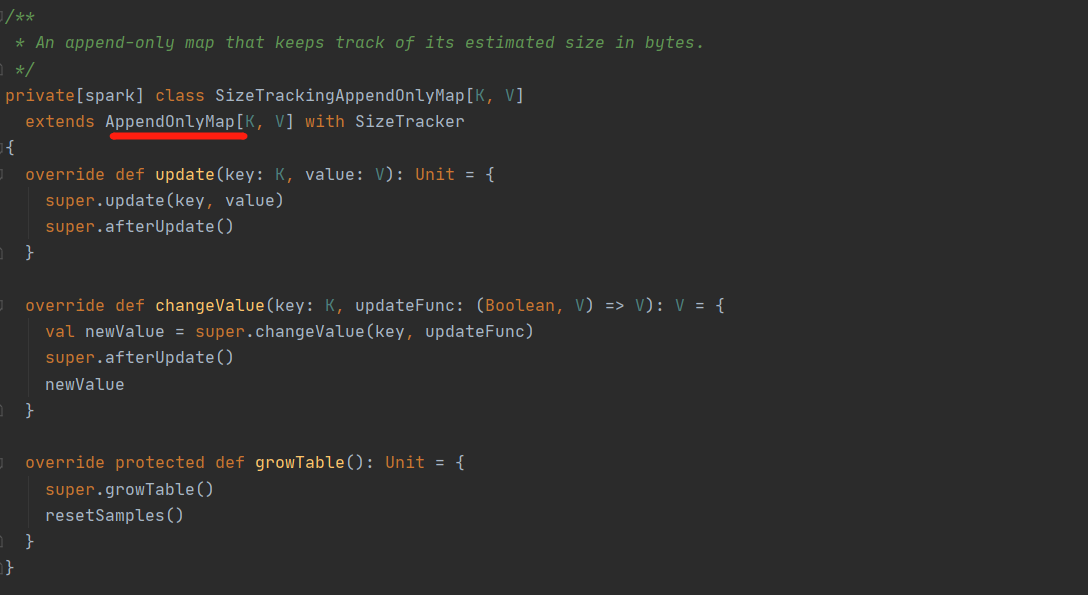 /**
 * An append-only map that keeps track of its estimated size in bytes.
 */
private[spark] class SizeTrackingAppendOnlyMap[K, V]
  extends AppendOnlyMap[K, V] with SizeTracker
{
  override def update(key: K, value: V): Unit = {
    super.update(key, value)
    super.afterUpdate()
  }

  override def changeValue(key: K, updateFunc: (Boolean, V) => V): V = {
    val newValue = super.changeValue(key, updateFunc)
    super.afterUpdate()
    newValue
  }

  override protected def growTable(): Unit = {
    super.growTable()
    resetSamples()
  }
}